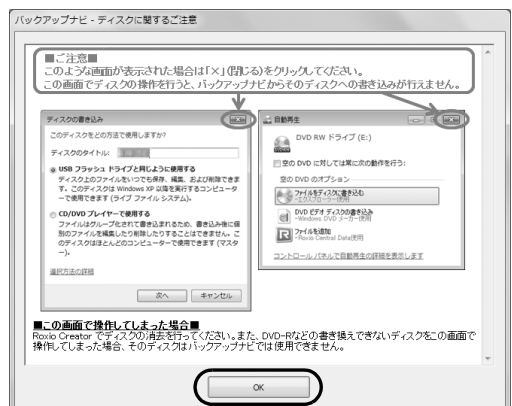 バックアップナビ - ディスクに関するご注意
■ご注意■
このような画面が表示された場合は「×」(閉じる)をクリックしてください。
この画面でディスクの操作を行うと、バックアップナビからそのディスクへの書き込みが行えません。
ディスクの書き込み
このディスクをどの方法で使用しますか?
ディスクのタイトル:
USB フラッシュ ドライブと同じように使用する
ディスク上のファイルをいつでも保存、編集、および削除できま
す。このディスクは Windows XP 以降を実行するコンピュータ
ーで使用できます (ライブ ファイル システム)。
CD/DVD プレイヤーで使用する
ファイルはグループ化されて書き込まれるため、書き込み後に個
別のファイルを編集したり削除したりすることはできません。こ
のディスクはほとんどのコンピューターで使用できます (マスタ
ー)。
選択方法の詳細
次へ
キャンセル
自動再生
DVD RW ドライブ (E:)
空の DVD に対しては常に次の動作を行う:
空の DVD のオプション
ファイルをディスクに書き込む
-エクスプローラー使用
DVD ビデオ ディスクの書き込み
-Windows DVD メーカー使用
ファイルを追加
-Roxio Central Data使用
コントロール パネルで自動再生の詳細を表示します
■この画面で操作してしまった場合■
Roxio Creator でディスクの消去を行ってください。また、DVD-Rなどの書き換えできないディスクをこの画面で
操作してしまった場合、そのディスクはバックアップナビでは使用できません。
OK